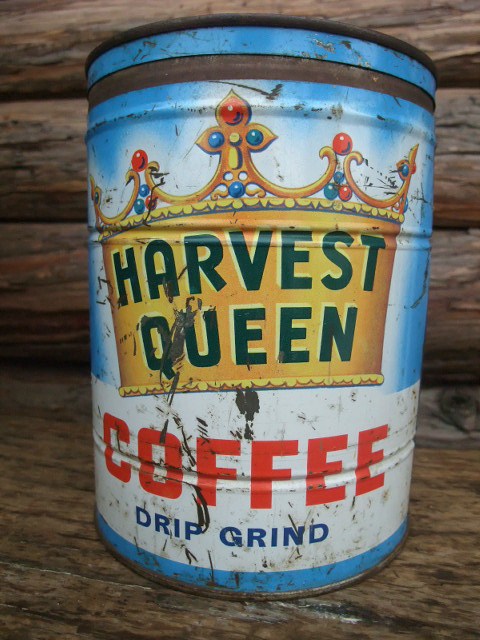 HARVEST
QUEEN
COFFEE
DRIP GRIND